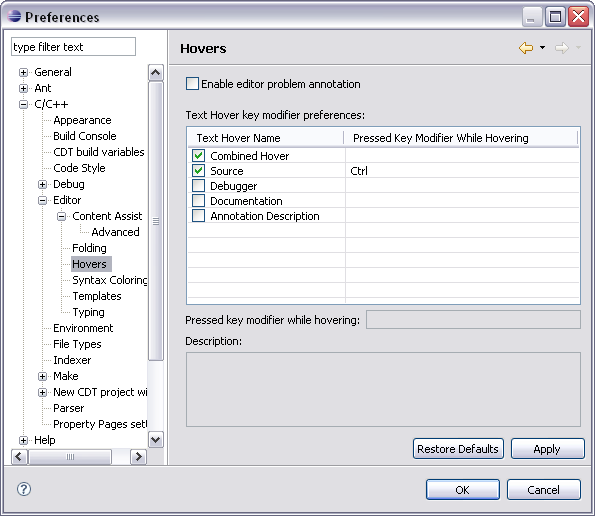 Preferences
type filter text
General
Ant
C/C++
Appearance
Build Console
CDT build variables
Code Style
Debug
Editor
Content Assist
Advanced
Folding
Hovers
Syntax Coloring
Templates
Typing
Environment
File Types
Indexer
Make
New CDT project wi
Parser
Property Pages sett
Help
Hovers
Enable editor problem annotation
Text Hover key modifier preferences:
Text Hover Name Pressed Key Modifier While Hovering
Combined Hover
Source Ctrl
Debugger
Documentation
Annotation Description
Pressed key modifier while hovering:
Description:
Restore Defaults Apply
? OK Cancel